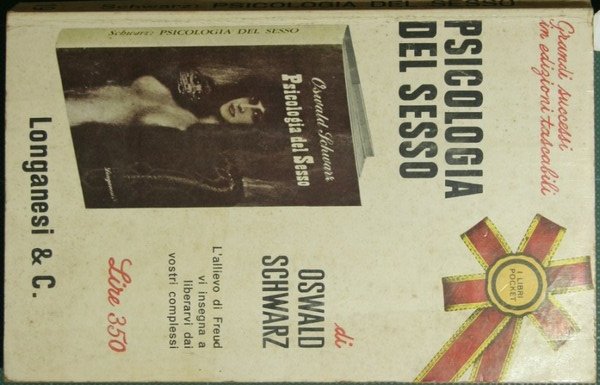 Schwarz: PSICOLOGIA DEL SESSO
Grandi successi
in edizioni tascabili
PSICOLOGIA
DEL SESSO
I LIBRI
POCKET
Schwarz: PSICOLOGIA DEL SESSO
Oswald Schwarz
Psicologia del Sesso
Longanesi
di
OSWALD
SCHWARZ
L'allievo di Freud
vi insegna a
liberarvi dai
vostri complessi
Lire 350
Longanesi & C.